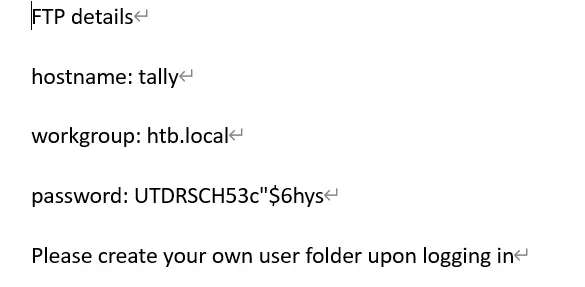 FTP details
hostname: tally
workgroup: htb.local
password: UTDRSCH53c"$6hys
Please create your own user folder upon logging in